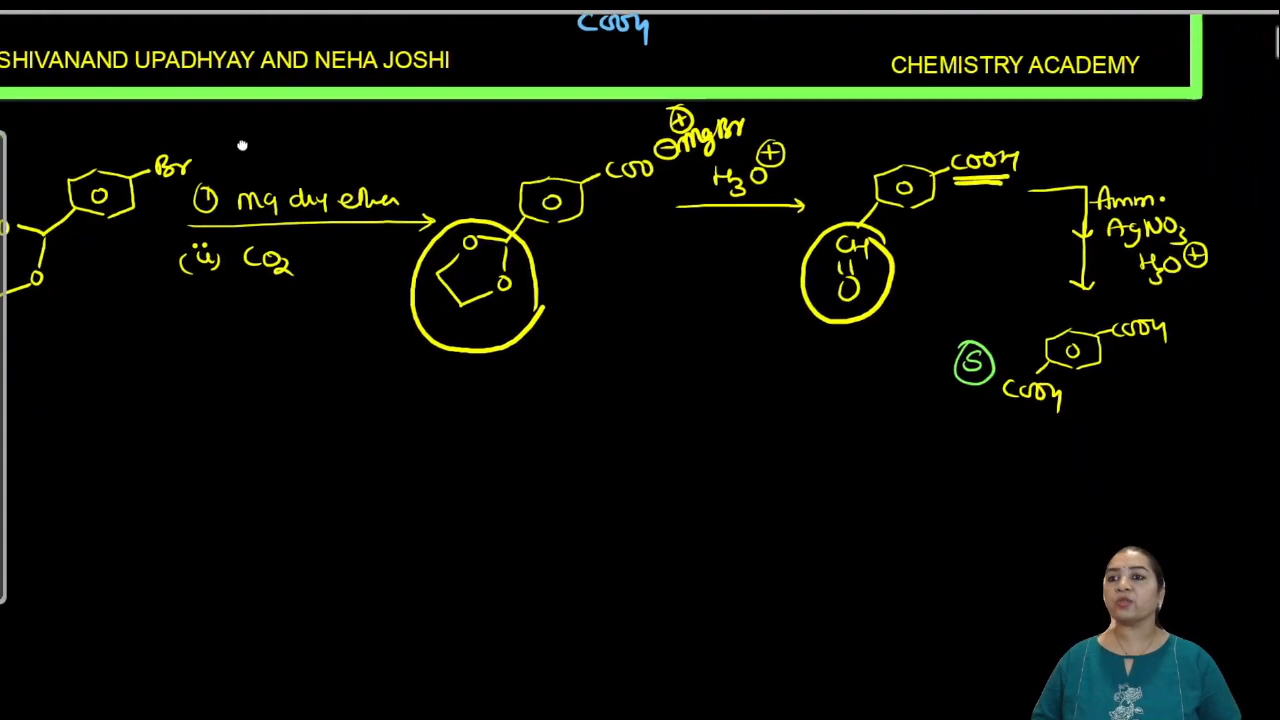 COOH
SHIVANAND UPADHYAY AND NEHA JOSHI
CHEMISTRY ACADEMY
Br
① Mg dry ether
(ii) CO2
O
O
COO⊖ ⊕MgBr
O
O
H3O⊕
COOH
CH
O
Amm.
AgNO3
H3O⊕
S
COOH
COOH